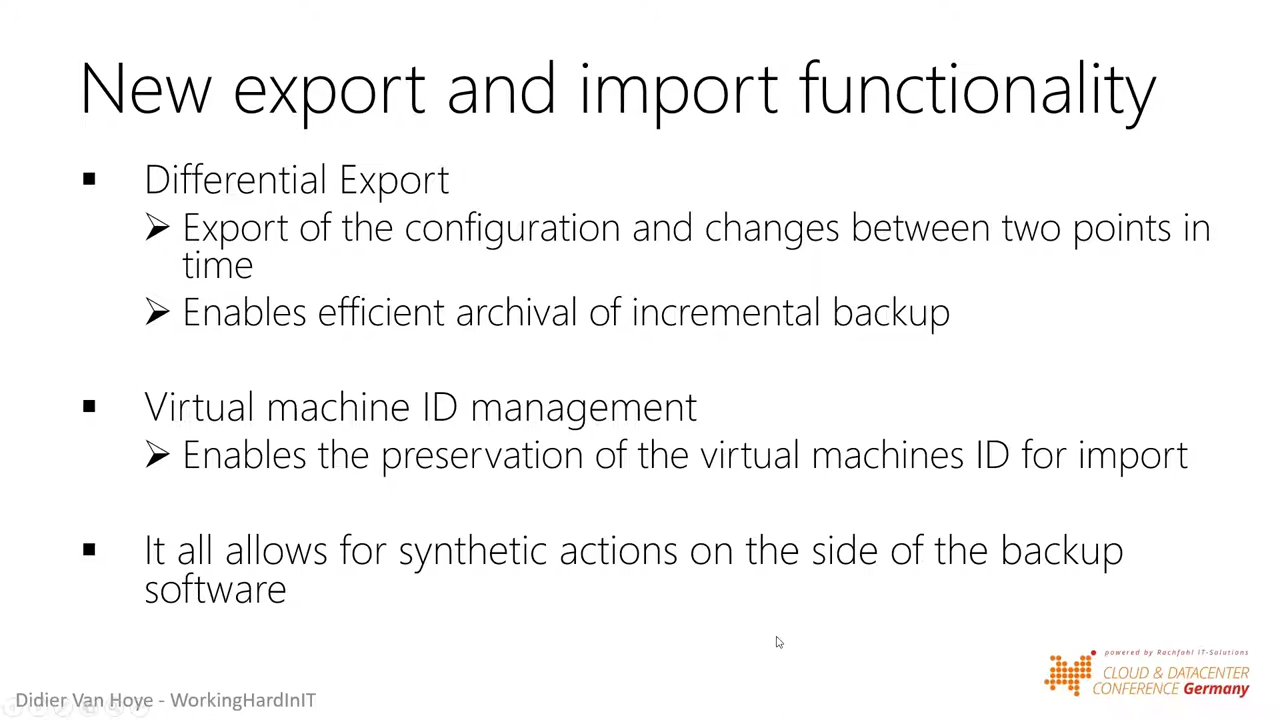 New export and import functionality
▪ Differential Export
➢ Export of the configuration and changes between two points in
time
➢ Enables efficient archival of incremental backup
▪ Virtual machine ID management
➢ Enables the preservation of the virtual machines ID for import
▪ It all allows for synthetic actions on the side of the backup
software
powered by Rachfahl IT-Solutions
CLOUD & DATACENTER
CONFERENCE Germany
Didier Van Hoye - WorkingHardInIT